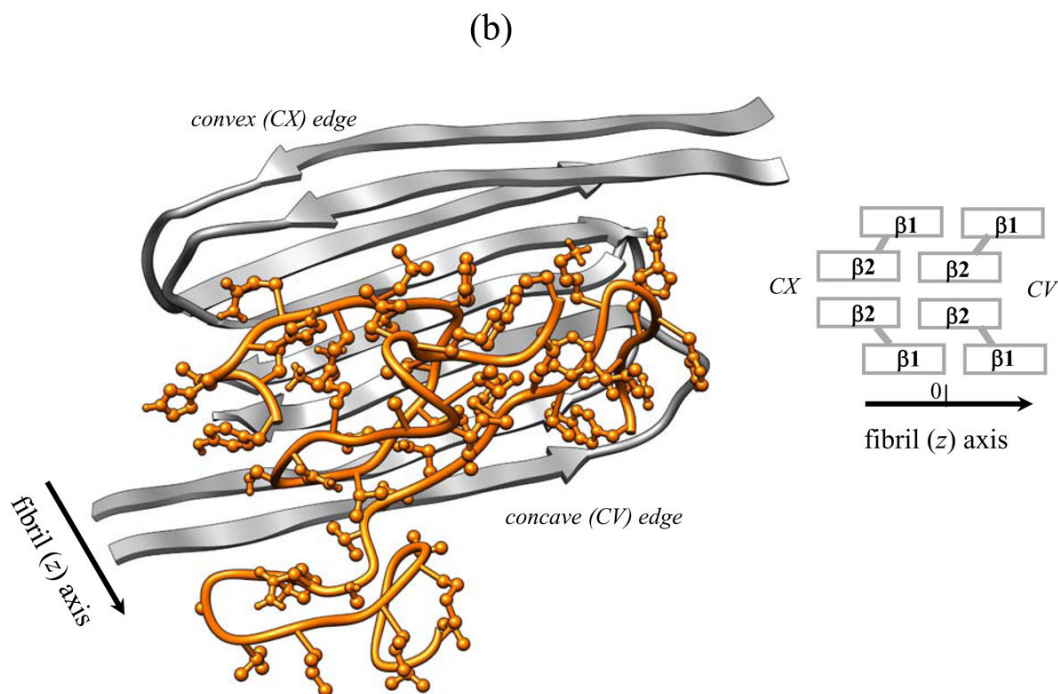 (b)
convex (CX) edge
β1 β1
β2 β2
CX CV
β2 β2
β1 β1
0
fibril (z) axis
concave (CV) edge
fibril (z) axis